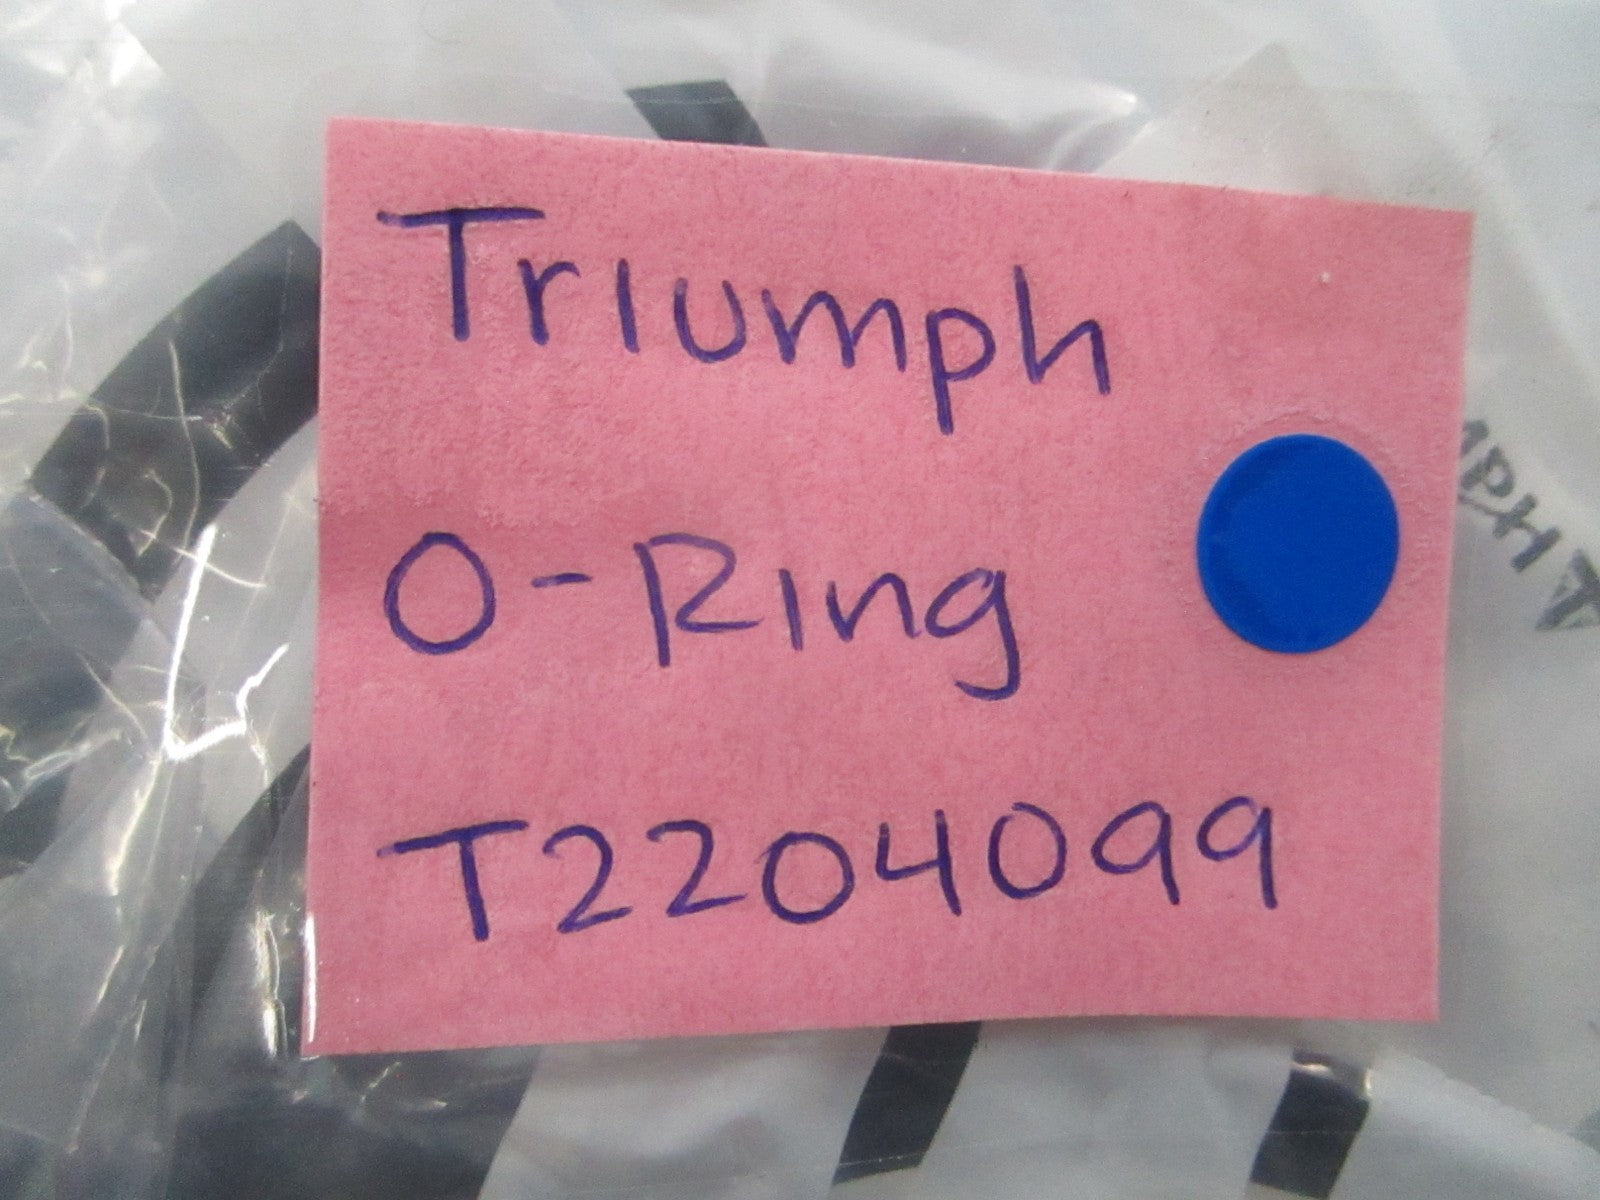 Triumph
O-Ring
T2204099